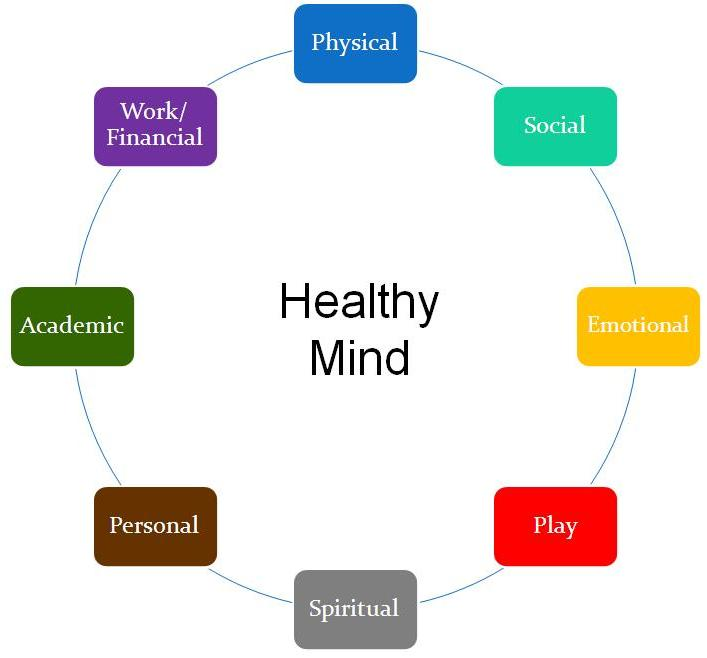 Physical
Work/
Financial
Social
Healthy
Mind
Academic
Emotional
Personal
Play
Spiritual